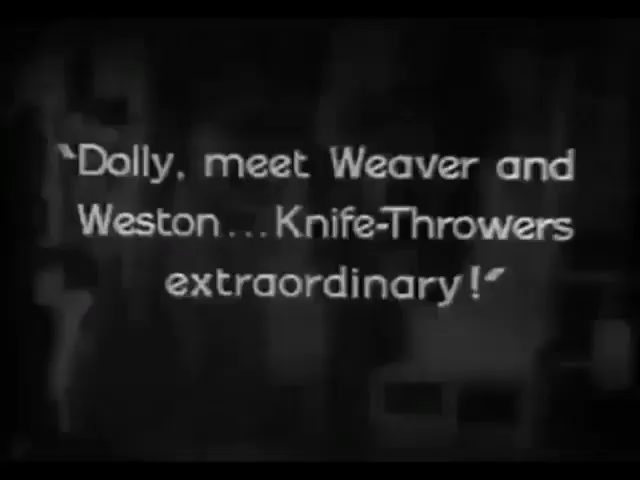 "Dolly, meet Weaver and
Weston...Knife-Throwers
extraordinary!"